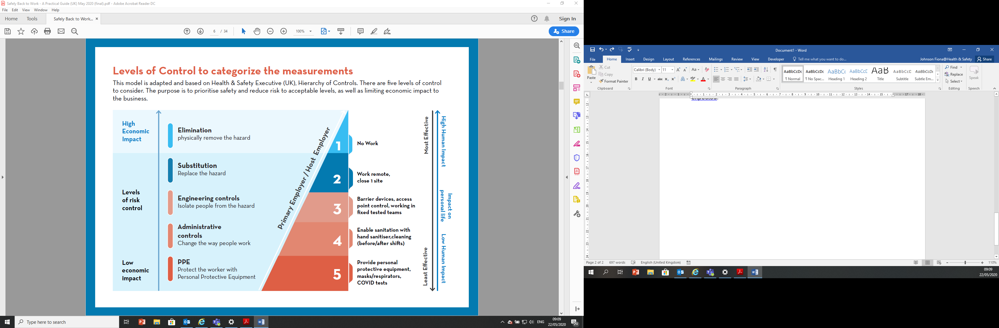 Safely Back to Work - A Practical Guide (UK) May 2020 (final).pdf - Adobe Acrobat Reader DC
File Edit View Window Help
Home Tools Safely Back to Work... ×
Sign In
6 / 34
100%
Share
Levels of Control to categorize the measurements
This model is adapted and based on Health & Safety Executive (UK), Hierarchy of Controls. There are five levels of control
to consider. The purpose is to prioritise safety and reduce risk to acceptable levels, as well as limiting economic impact to
the business.
High
Economic
Impact
Levels
of risk
control
Low
economic
impact
Elimination
physically remove the hazard
Substitution
Replace the hazard
Engineering controls
Isolate people from the hazard
Administrative
controls
Change the way people work
PPE
Protect the worker with
Personal Protective Equipment
Primary Employer / Host Employer
1
2
3
4
5
No Work
Work remote,
close 1 site
Barrier devices, access
point control, working in
fixed tested teams
Enable sanitation with
hand sanitiser,cleaning
(before/after shifts)
Provide personal
protective equipment,
masks/respirators,
COVID tests
Most Effective
Least Effective
High Human Impact
Impact on
personal life
Low Human Impact
Type here to search
ENG
09:09
22/05/2020
20
Document1 - Word
File Home Insert Design Layout References Mailings Review View Developer Tell me what you want to do...
Johnson Fiona@Health & Safety Share
Paste
Cut
Copy
Format Painter
Clipboard
Calibri (Body) 11
Font
Paragraph
AaBbCcDc AaBbCcDc AaBbCc AaBbCcE AaB AaBbCcD AaBbCcDc
¶ Normal ¶ No Spac... Heading 1 Heading 2 Title Subtitle Subtle Em...
Styles
Find
Replace
Select
Editing
Speak
Speech
Page 2 of 2 697 words English (United Kingdom)
110%
09:09
22/05/2020